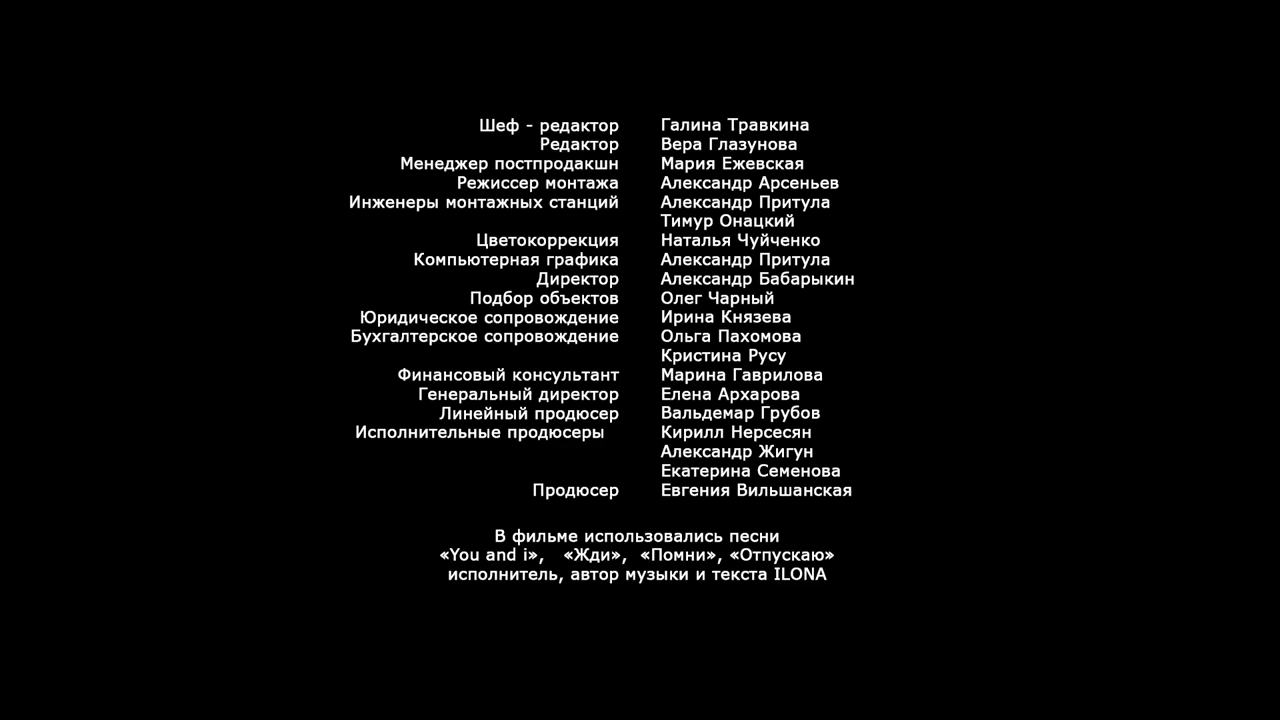 Шеф - редактор Галина Травкина
Редактор Вера Глазунова
Менеджер постпродакшн Мария Ежевская
Режиссер монтажа Александр Арсеньев
Инженеры монтажных станций Александр Притула
Тимур Онацкий
Цветокоррекция Наталья Чуйченко
Компьютерная графика Александр Притула
Директор Александр Бабарыкин
Подбор объектов Олег Чарный
Юридическое сопровождение Ирина Князева
Бухгалтерское сопровождение Ольга Пахомова
Кристина Русу
Финансовый консультант Марина Гаврилова
Генеральный директор Елена Архарова
Линейный продюсер Вальдемар Грубов
Исполнительные продюсеры Кирилл Нерсесян
Александр Жигун
Екатерина Семенова
Продюсер Евгения Вильшанская
В фильме использовались песни
«You and i», «Жди», «Помни», «Отпускаю»
исполнитель, автор музыки и текста ILONA